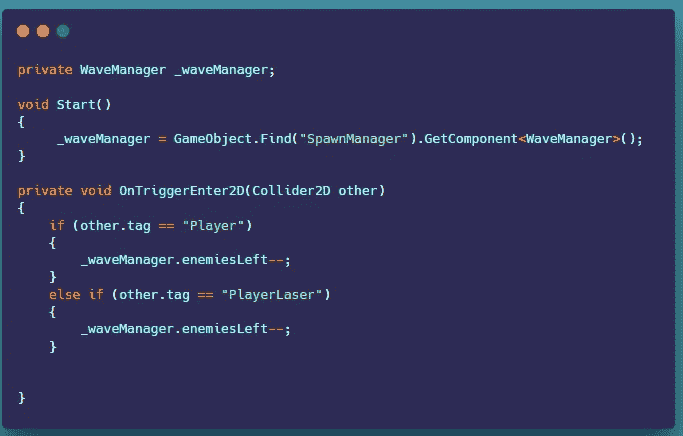 private WaveManager _waveManager;
void Start()
{
_waveManager = GameObject.Find("SpawnManager").GetComponent<WaveManager>();
}
private void OnTriggerEnter2D(Collider2D other)
{
if (other.tag == "Player")
{
_waveManager.enemiesLeft--;
}
else if (other.tag == "PlayerLaser")
{
_waveManager.enemiesLeft--;
}
}